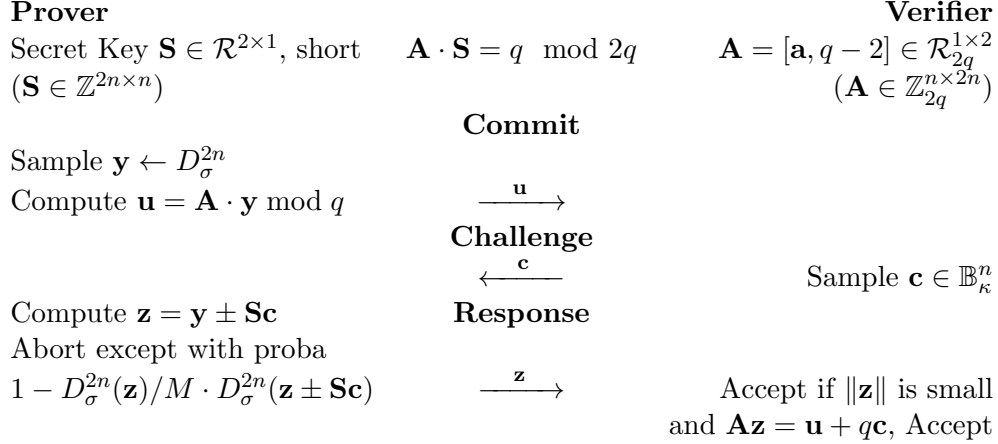 Prover Verifier
Secret Key S ∈ R^{2×1}, short A · S = q mod 2q A = [a, q − 2] ∈ R_{2q}^{1×2}
(S ∈ ℤ^{2n×n}) (A ∈ ℤ_{2q}^{n×2n})
Commit
Sample y ← D_σ^{2n}
Compute u = A · y mod q u ⟶
Challenge
c ⟵ Sample c ∈ 𝔹_κ^n
Compute z = y ± Sc Response
Abort except with proba
1 − D_σ^{2n}(z)/M · D_σ^{2n}(z ± Sc) z ⟶ Accept if ‖z‖ is small
and Az = u + qc, Accept